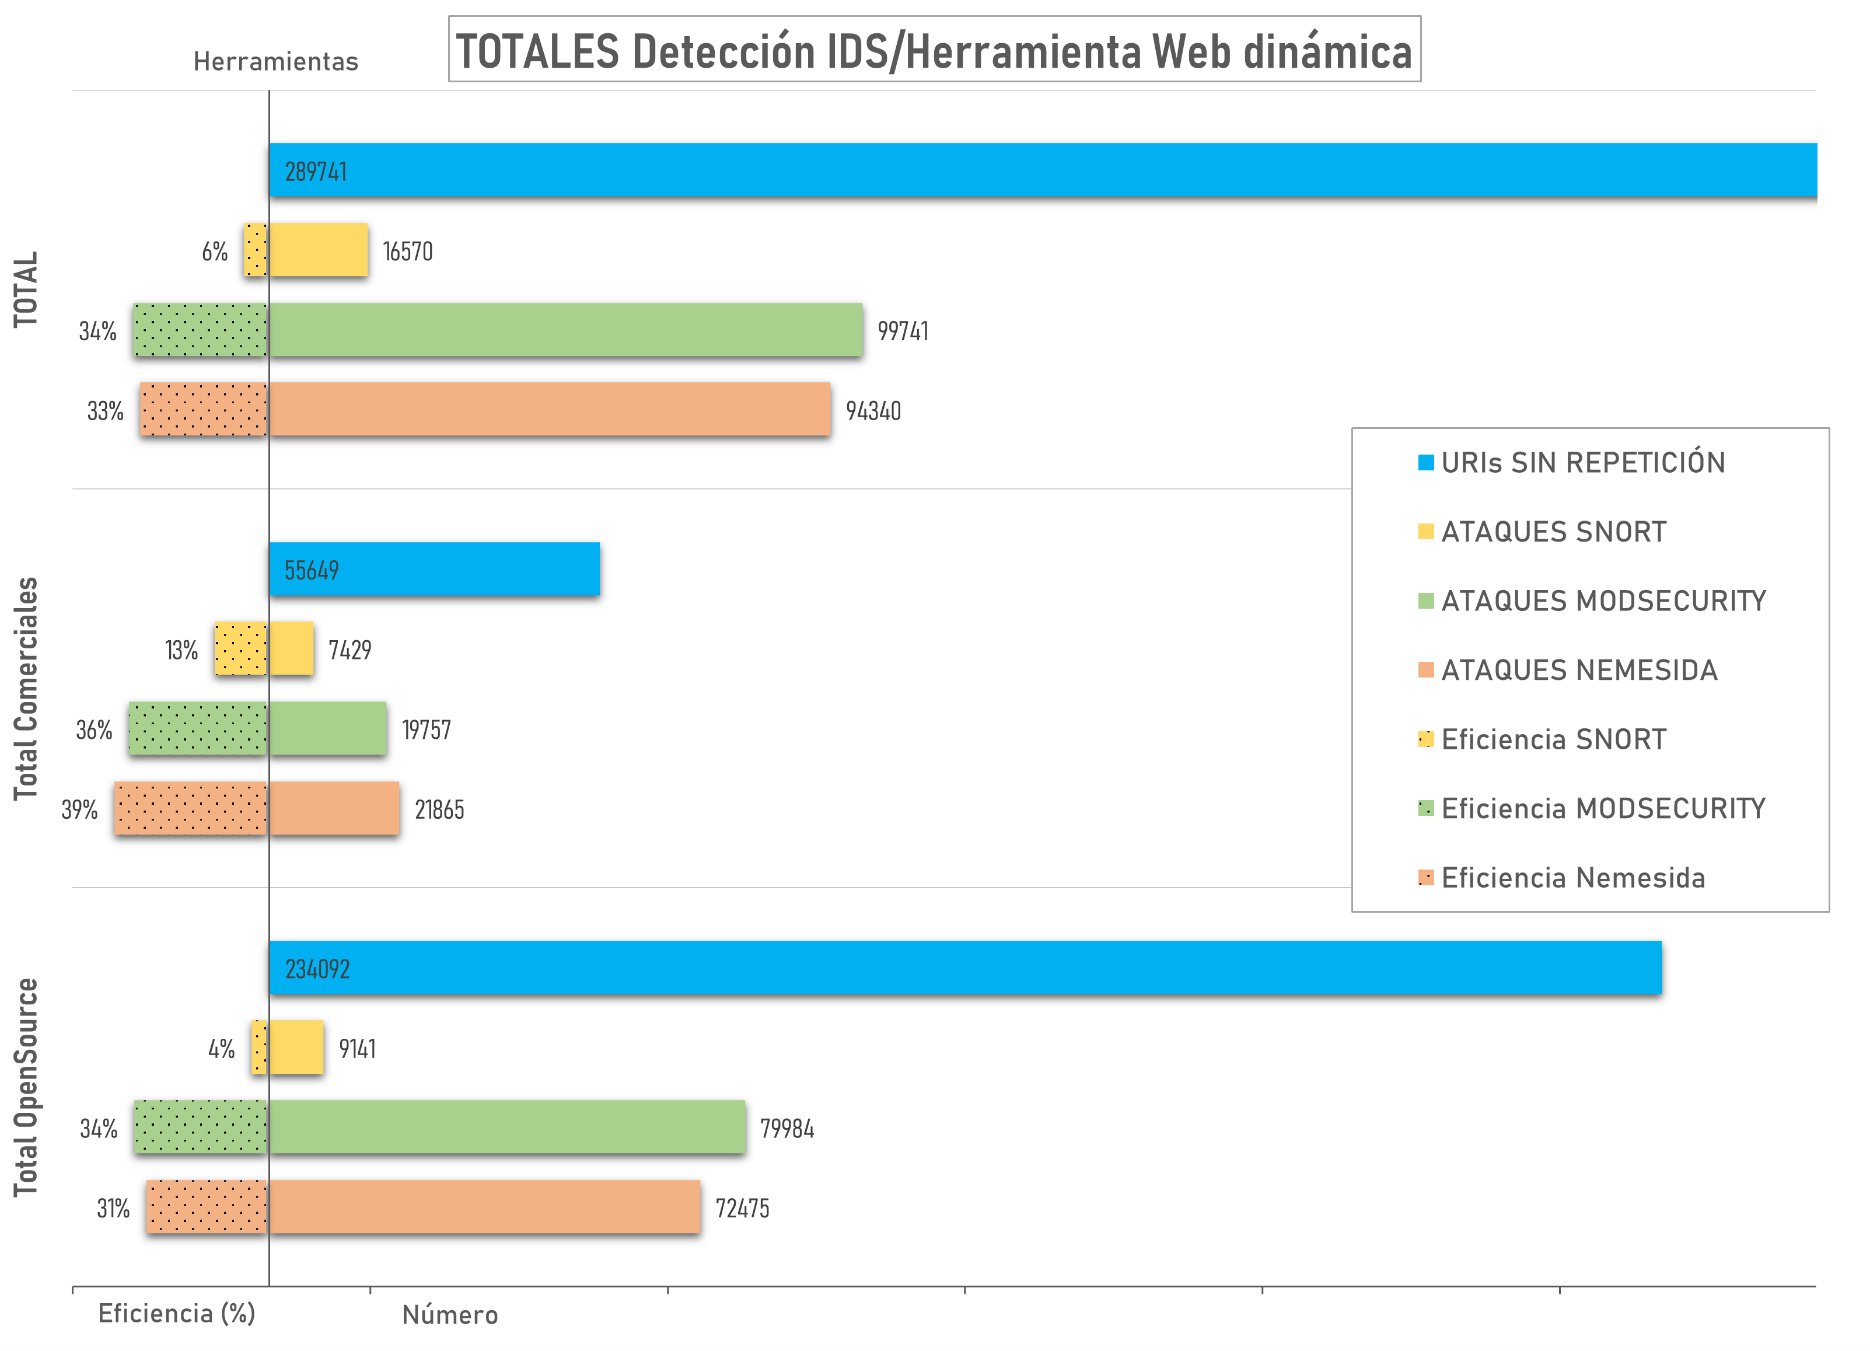 TOTALES Detección IDS/Herramienta Web dinámica
Herramientas
TOTAL
289741
6% 16570
34% 99741
33% 94340
Total Comerciales
55649
13% 7429
36% 19757
39% 21865
Total OpenSource
234092
4% 9141
34% 79984
31% 72475
URIs SIN REPETICIÓN
ATAQUES SNORT
ATAQUES MODSECURITY
ATAQUES NEMESIDA
Eficiencia SNORT
Eficiencia MODSECURITY
Eficiencia Nemesida
Eficiencia (%) Número